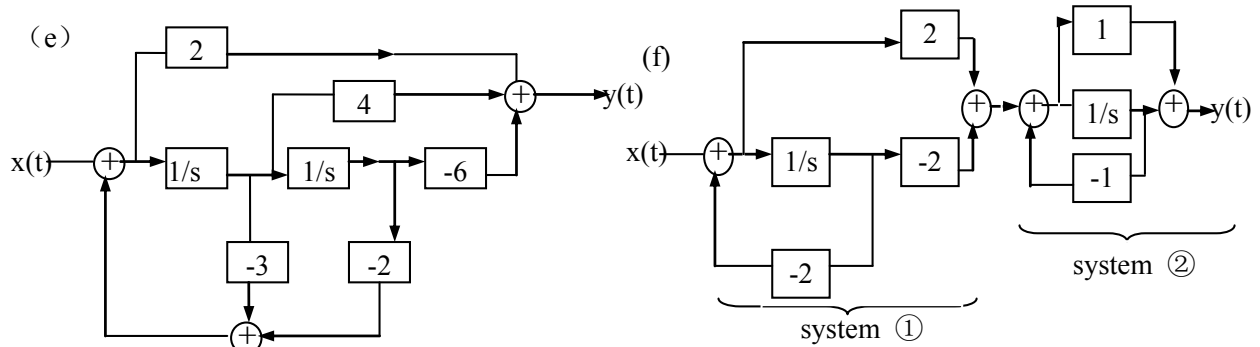 (e)
2
4
+
y(t)
x(t)
+
1/s
1/s
-6
-3
-2
+
(f)
2
1
+
+
+
y(t)
1/s
x(t)
+
1/s
-2
-1
-2
system ①
system ②